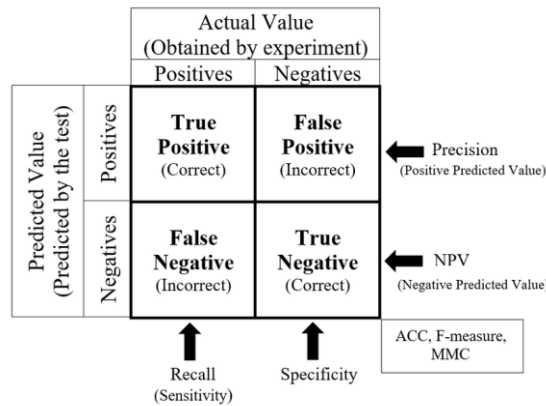 Actual Value
(Obtained by experiment)
Positives
Negatives
Predicted Value
(Predicted by the test)
Positives
True
Positive
(Correct)
False
Positive
(Incorrect)
Precision
(Positive Predicted Value)
Negatives
False
Negative
(Incorrect)
True
Negative
(Correct)
NPV
(Negative Predicted Value)
Recall
(Sensitivity)
Specificity
ACC, F-measure,
MMC